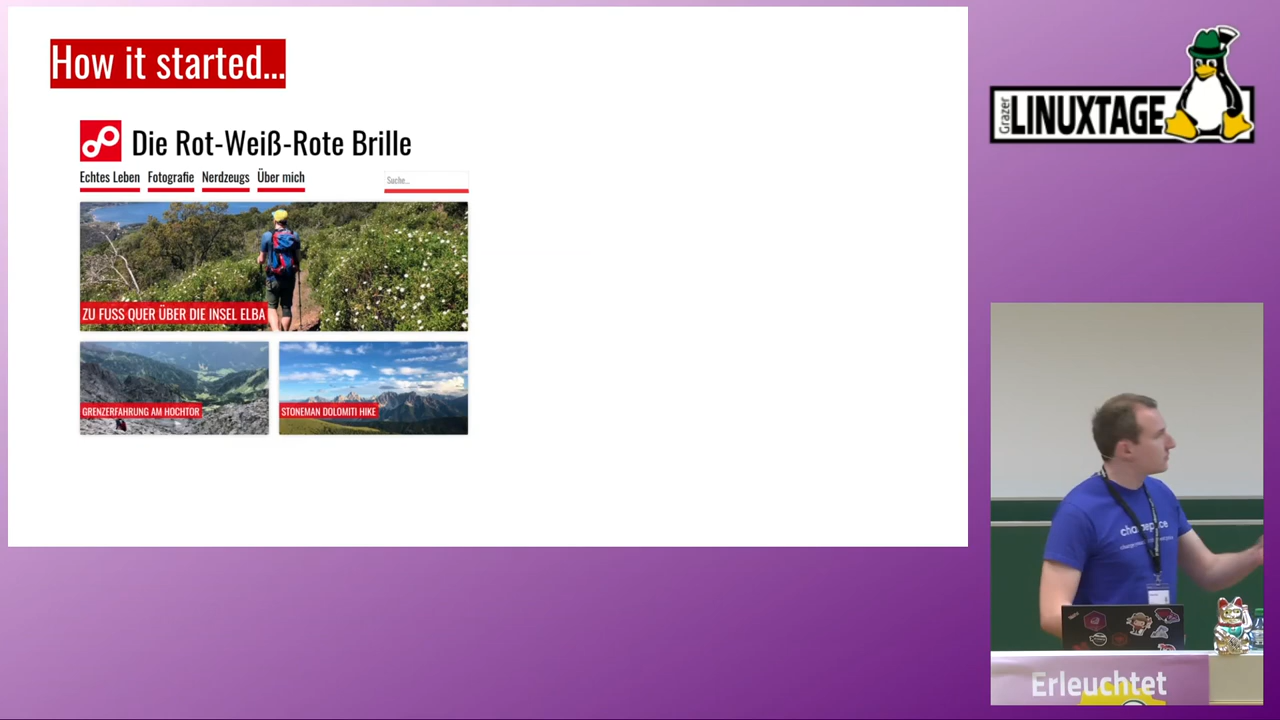 How it started...
Die Rot-Weiß-Rote Brille
Echtes Leben Fotografie Nerdzeugs Über mich
Suche...
ZU FUSS QUER ÜBER DIE INSEL ELBA
GRENZERFAHRUNG AM HOCHTOR
STONEMAN DOLOMITI HIKE
Grazer
LINUXTAGE
Erleuchtet